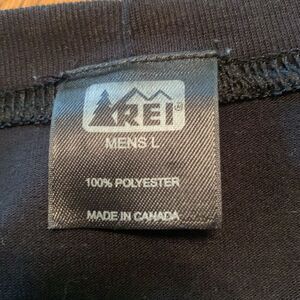 REI®
MENS L
100% POLYESTER
MADE IN CANADA